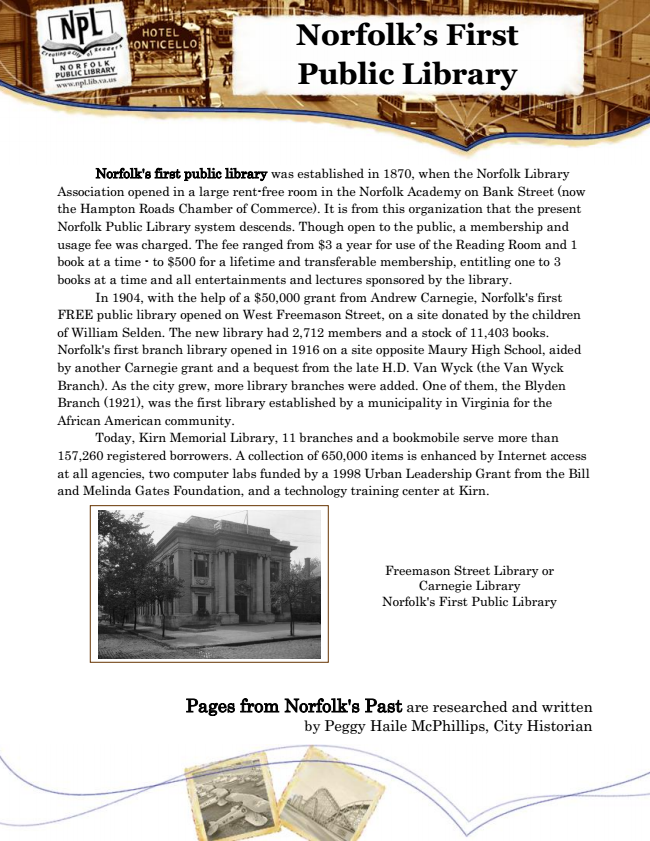 NPL
Creating a City of Readers
NORFOLK
PUBLIC LIBRARY
www.npl.lib.va.us
HOTEL
MONTICELLO
Norfolk's First
Public Library
Norfolk's first public library was established in 1870, when the Norfolk Library
Association opened in a large rent-free room in the Norfolk Academy on Bank Street (now
the Hampton Roads Chamber of Commerce). It is from this organization that the present
Norfolk Public Library system descends. Though open to the public, a membership and
usage fee was charged. The fee ranged from $3 a year for use of the Reading Room and 1
book at a time - to $500 for a lifetime and transferable membership, entitling one to 3
books at a time and all entertainments and lectures sponsored by the library.
In 1904, with the help of a $50,000 grant from Andrew Carnegie, Norfolk's first
FREE public library opened on West Freemason Street, on a site donated by the children
of William Selden. The new library had 2,712 members and a stock of 11,403 books.
Norfolk's first branch library opened in 1916 on a site opposite Maury High School, aided
by another Carnegie grant and a bequest from the late H.D. Van Wyck (the Van Wyck
Branch). As the city grew, more library branches were added. One of them, the Blyden
Branch (1921), was the first library established by a municipality in Virginia for the
African American community.
Today, Kirn Memorial Library, 11 branches and a bookmobile serve more than
157,260 registered borrowers. A collection of 650,000 items is enhanced by Internet access
at all agencies, two computer labs funded by a 1998 Urban Leadership Grant from the Bill
and Melinda Gates Foundation, and a technology training center at Kirn.
Freemason Street Library or
Carnegie Library
Norfolk's First Public Library
Pages from Norfolk's Past are researched and written
by Peggy Haile McPhillips, City Historian